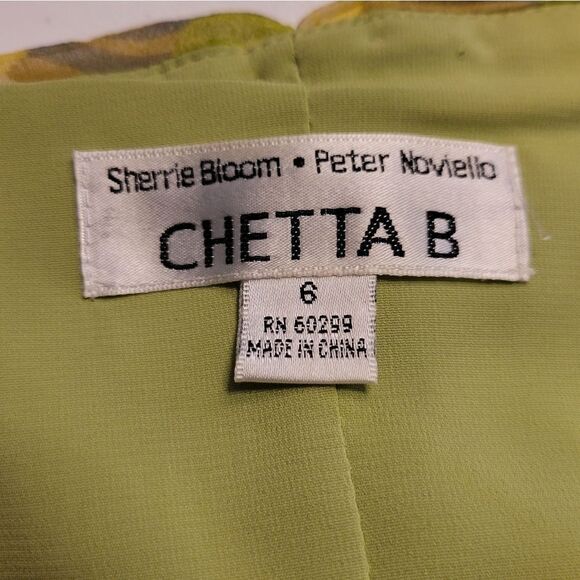 Sherrie Bloom • Peter Noviello
CHETTA B
6
RN 60299
MADE IN CHINA